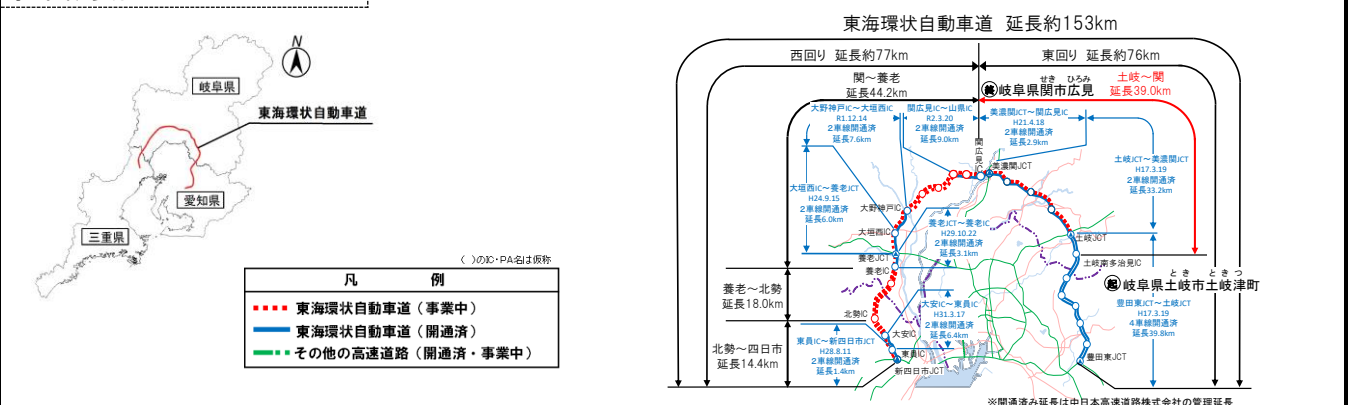 N
岐阜県
東海環状自動車道
愛知県
三重県
( )のIC・PA名は仮称
凡 例
東海環状自動車道（事業中）
東海環状自動車道（開通済）
その他の高速道路（開通済・事業中）
東海環状自動車道 延長約153km
西回り 延長約77km
東回り 延長約76km
関～養老
延長44.2km
せき ひろみ
終 岐阜県関市広見
土岐～関
延長39.0km
大野神戸IC～大垣西IC
R1.12.14
2車線開通済
延長7.6km
関広見IC～山県IC
R2.3.20
2車線開通済
延長9.0km
美濃関JCT～関広見IC
H21.4.18
2車線開通済
延長2.9km
関広見IC
美濃関JCT
土岐JCT～美濃関JCT
H17.3.19
2車線開通済
延長33.2km
大垣西IC～養老JCT
H24.9.15
2車線開通済
延長6.0km
大野神戸IC
大垣西IC
養老JCT～養老IC
H29.10.22
2車線開通済
延長3.1km
土岐JCT
養老JCT
養老IC
土岐南多治見IC
とき ときつ
起 岐阜県土岐市土岐津町
養老～北勢
延長18.0km
大安IC～東員IC
H31.3.17
2車線開通済
延長6.4km
豊田東JCT～土岐JCT
H17.3.19
4車線開通済
延長39.8km
北勢IC
大安IC
北勢～四日市
延長14.4km
東員IC～新四日市JCT
H28.8.11
2車線開通済
延長1.4km
東員IC
新四日市JCT
豊田東JCT
※開通済み延長は中日本高速道路株式会社の管理延長